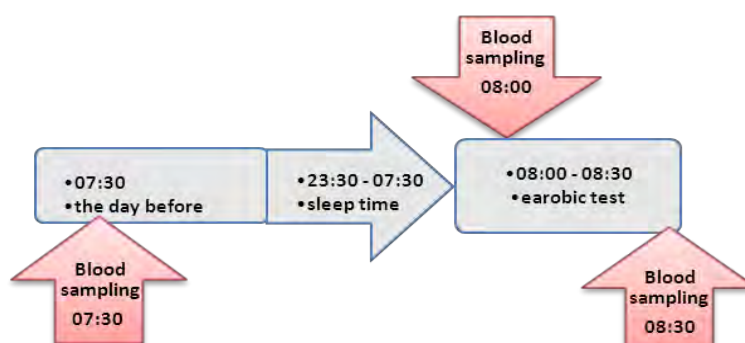 Blood
sampling
08:00
•07:30
•the day before
•23:30 - 07:30
•sleep time
•08:00 - 08:30
•earobic test
Blood
sampling
07:30
Blood
sampling
08:30